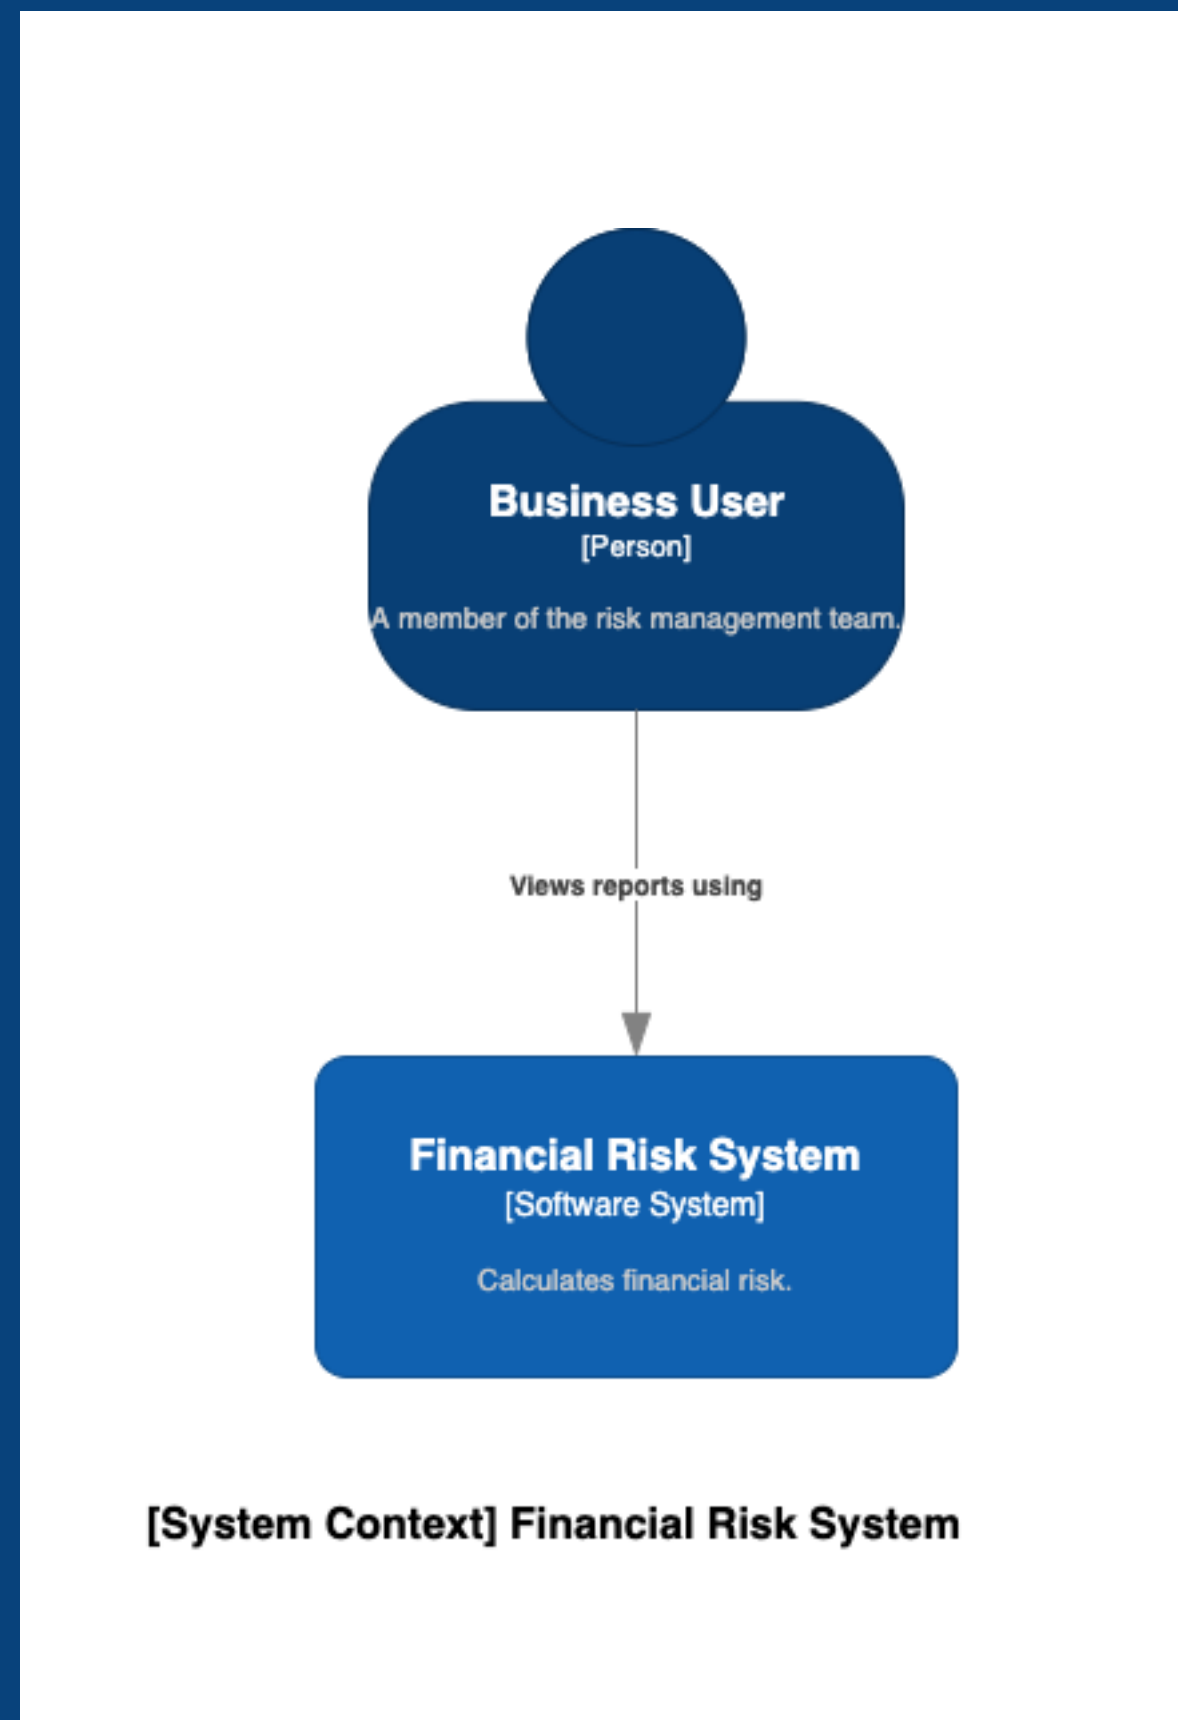 Business User
[Person]
A member of the risk management team.
Views reports using
Financial Risk System
[Software System]
Calculates financial risk.
[System Context] Financial Risk System